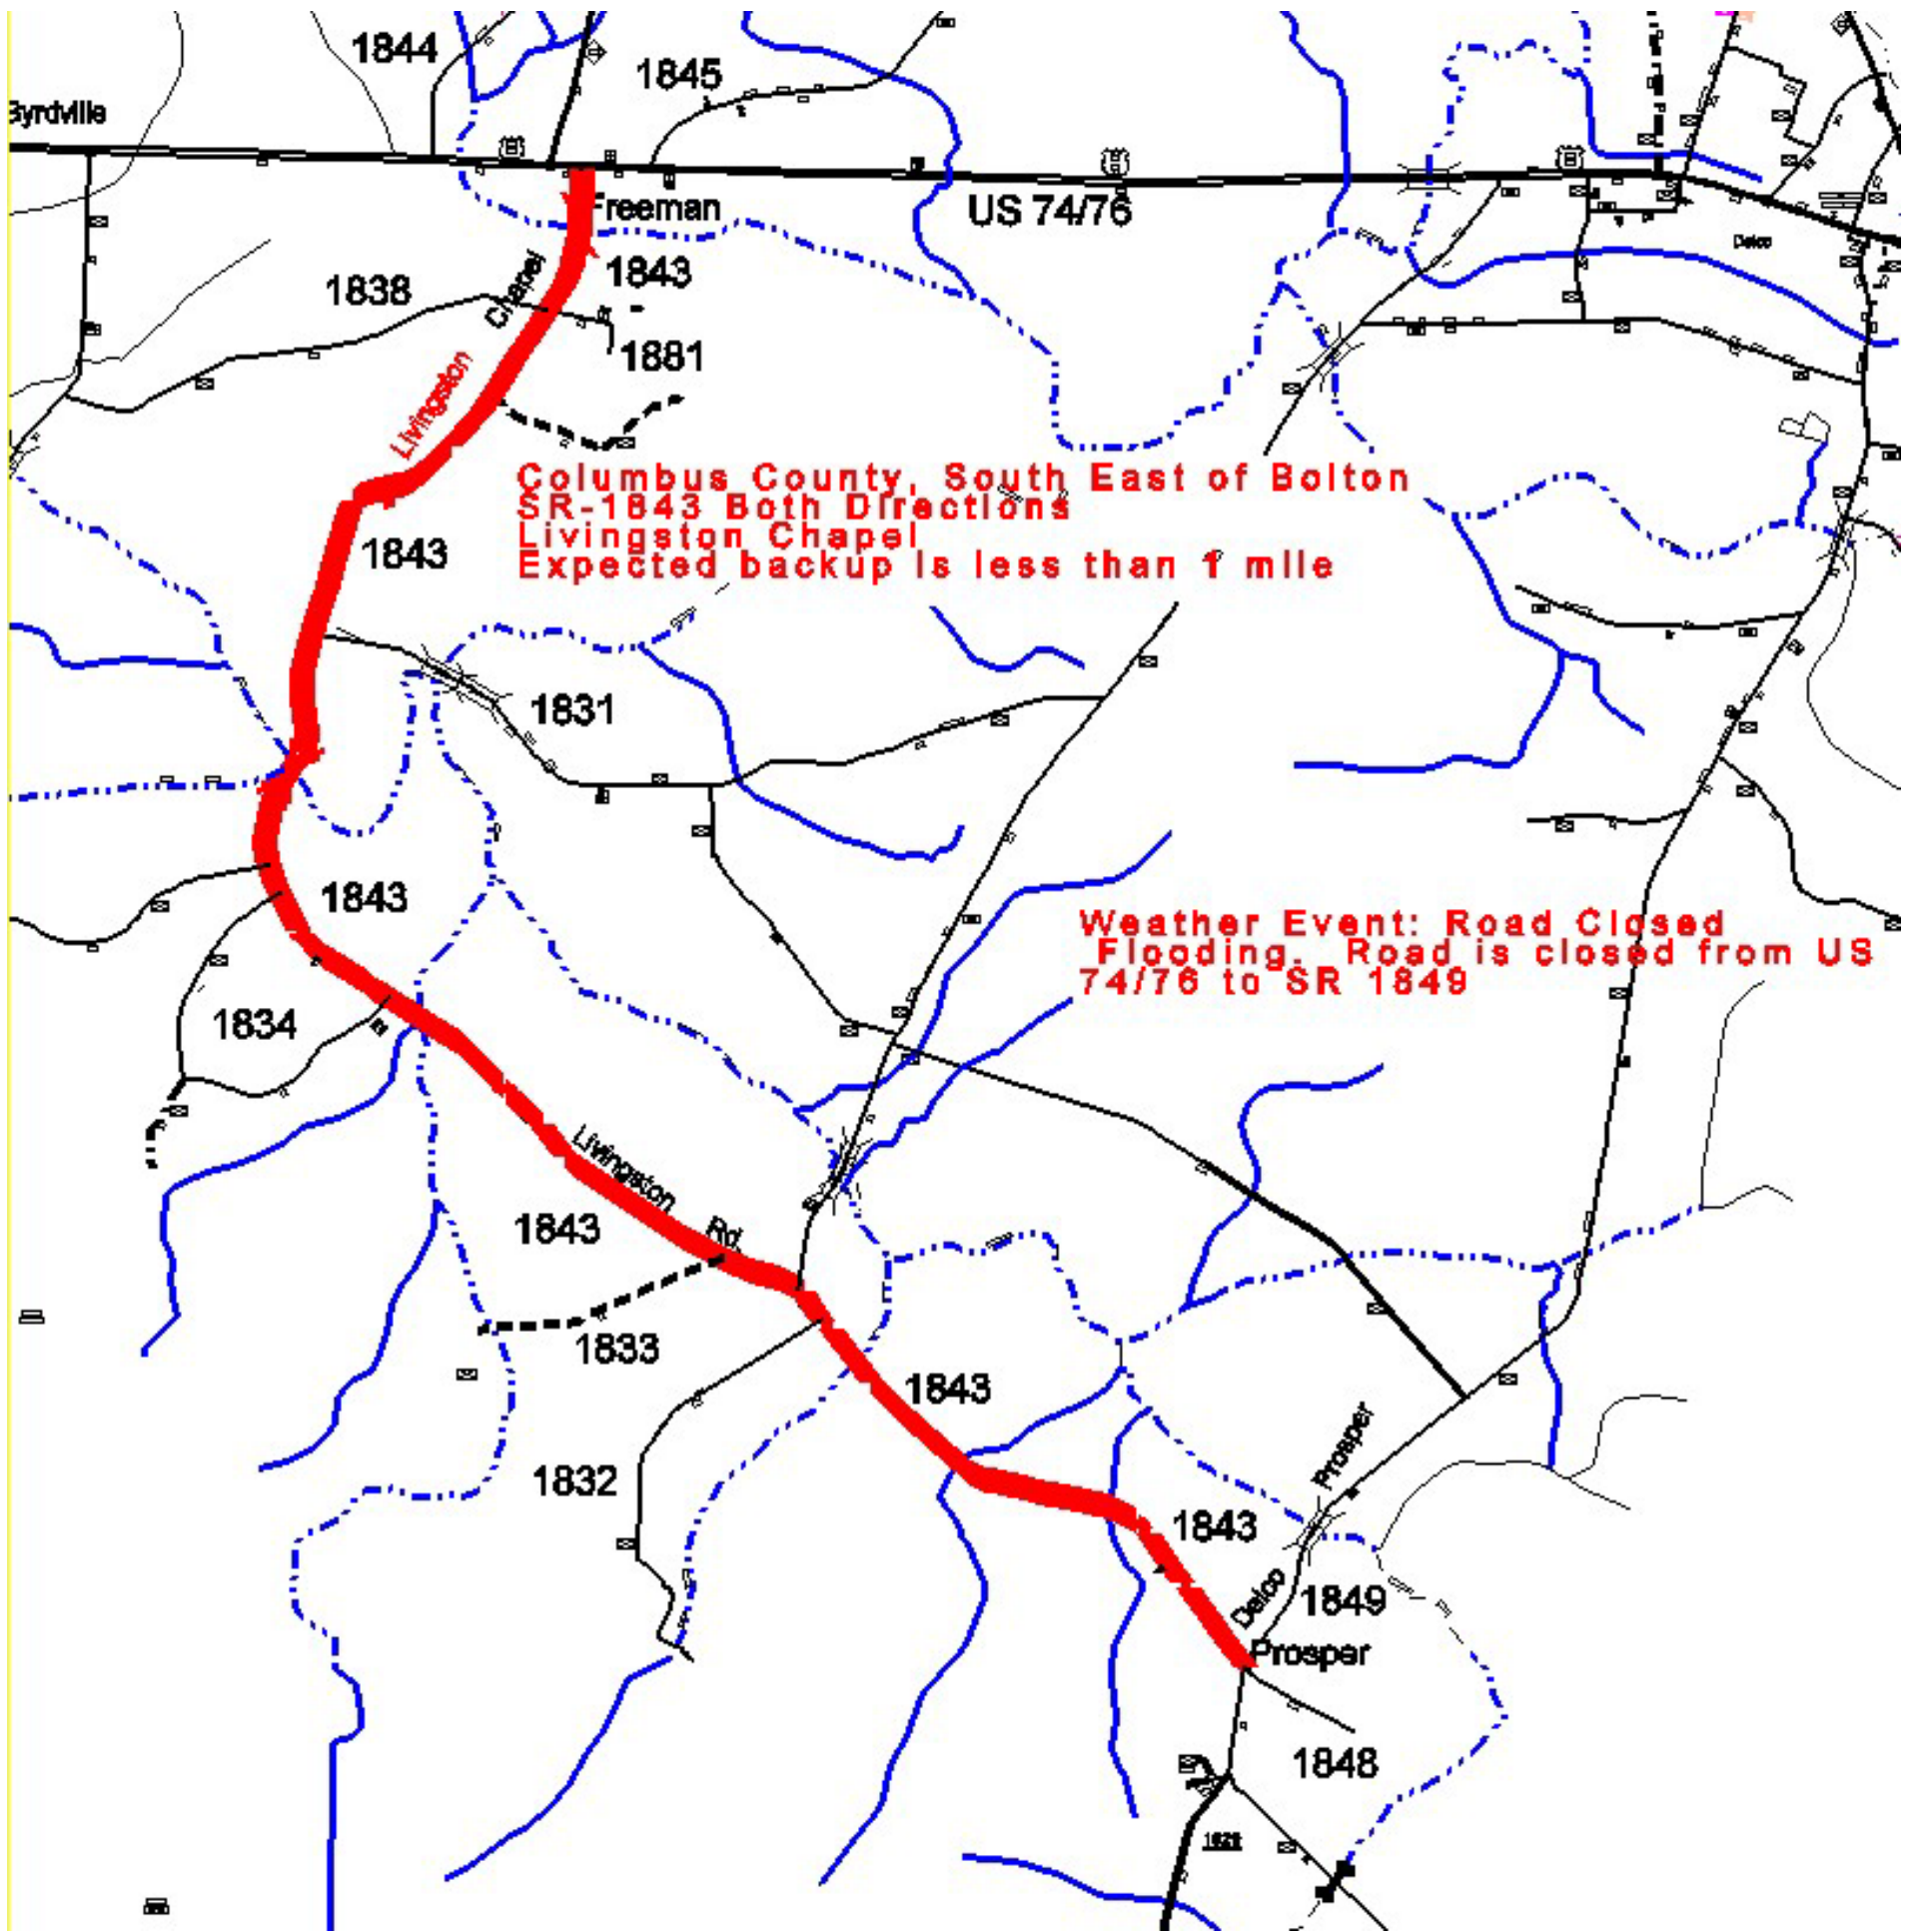 1844
1845
Byrdville
Freeman
US 74/76
Delco
1843
1838
Chapel
1881
Livingston
Columbus County, South East of Bolton
SR-1843 Both Directions
Livingston Chapel
Expected backup is less than 1 mile
1843
1831
1843
Weather Event: Road Closed
Flooding. Road is closed from US
74/76 to SR 1849
1834
Livingston Rd
1843
1833
1843
Prosper
1832
1843
Delco
1849
Prosper
1848